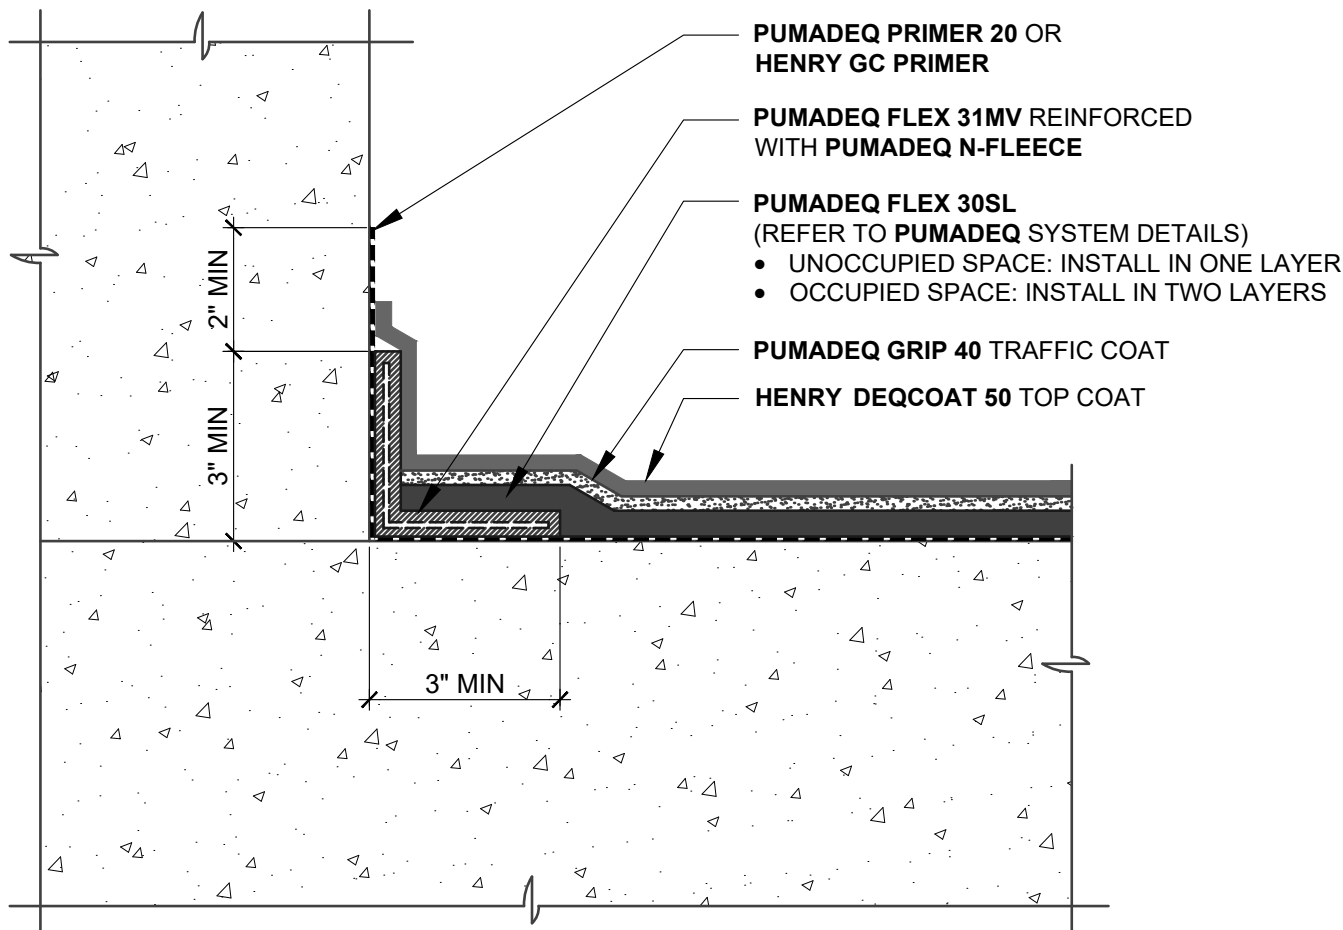 PUMADEQ PRIMER 20 OR
HENRY GC PRIMER
PUMADEQ FLEX 31MV REINFORCED
WITH PUMADEQ N-FLEECE
PUMADEQ FLEX 30SL
(REFER TO PUMADEQ SYSTEM DETAILS)
• UNOCCUPIED SPACE: INSTALL IN ONE LAYER
• OCCUPIED SPACE: INSTALL IN TWO LAYERS
PUMADEQ GRIP 40 TRAFFIC COAT
HENRY DEQCOAT 50 TOP COAT
2" MIN
3" MIN
3" MIN